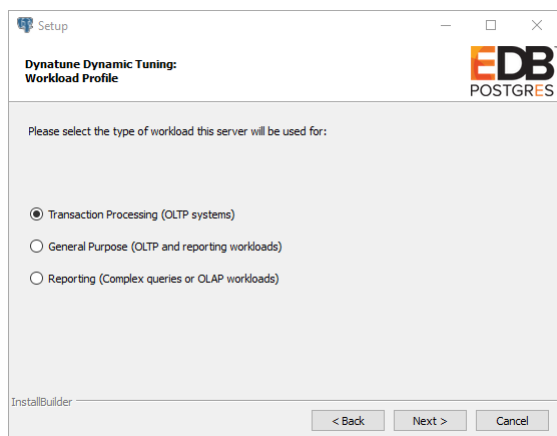 Setup
Dynatune Dynamic Tuning:
Workload Profile
EDB™
POSTGRES
Please select the type of workload this server will be used for:
Transaction Processing (OLTP systems)
General Purpose (OLTP and reporting workloads)
Reporting (Complex queries or OLAP workloads)
InstallBuilder
< Back Next > Cancel